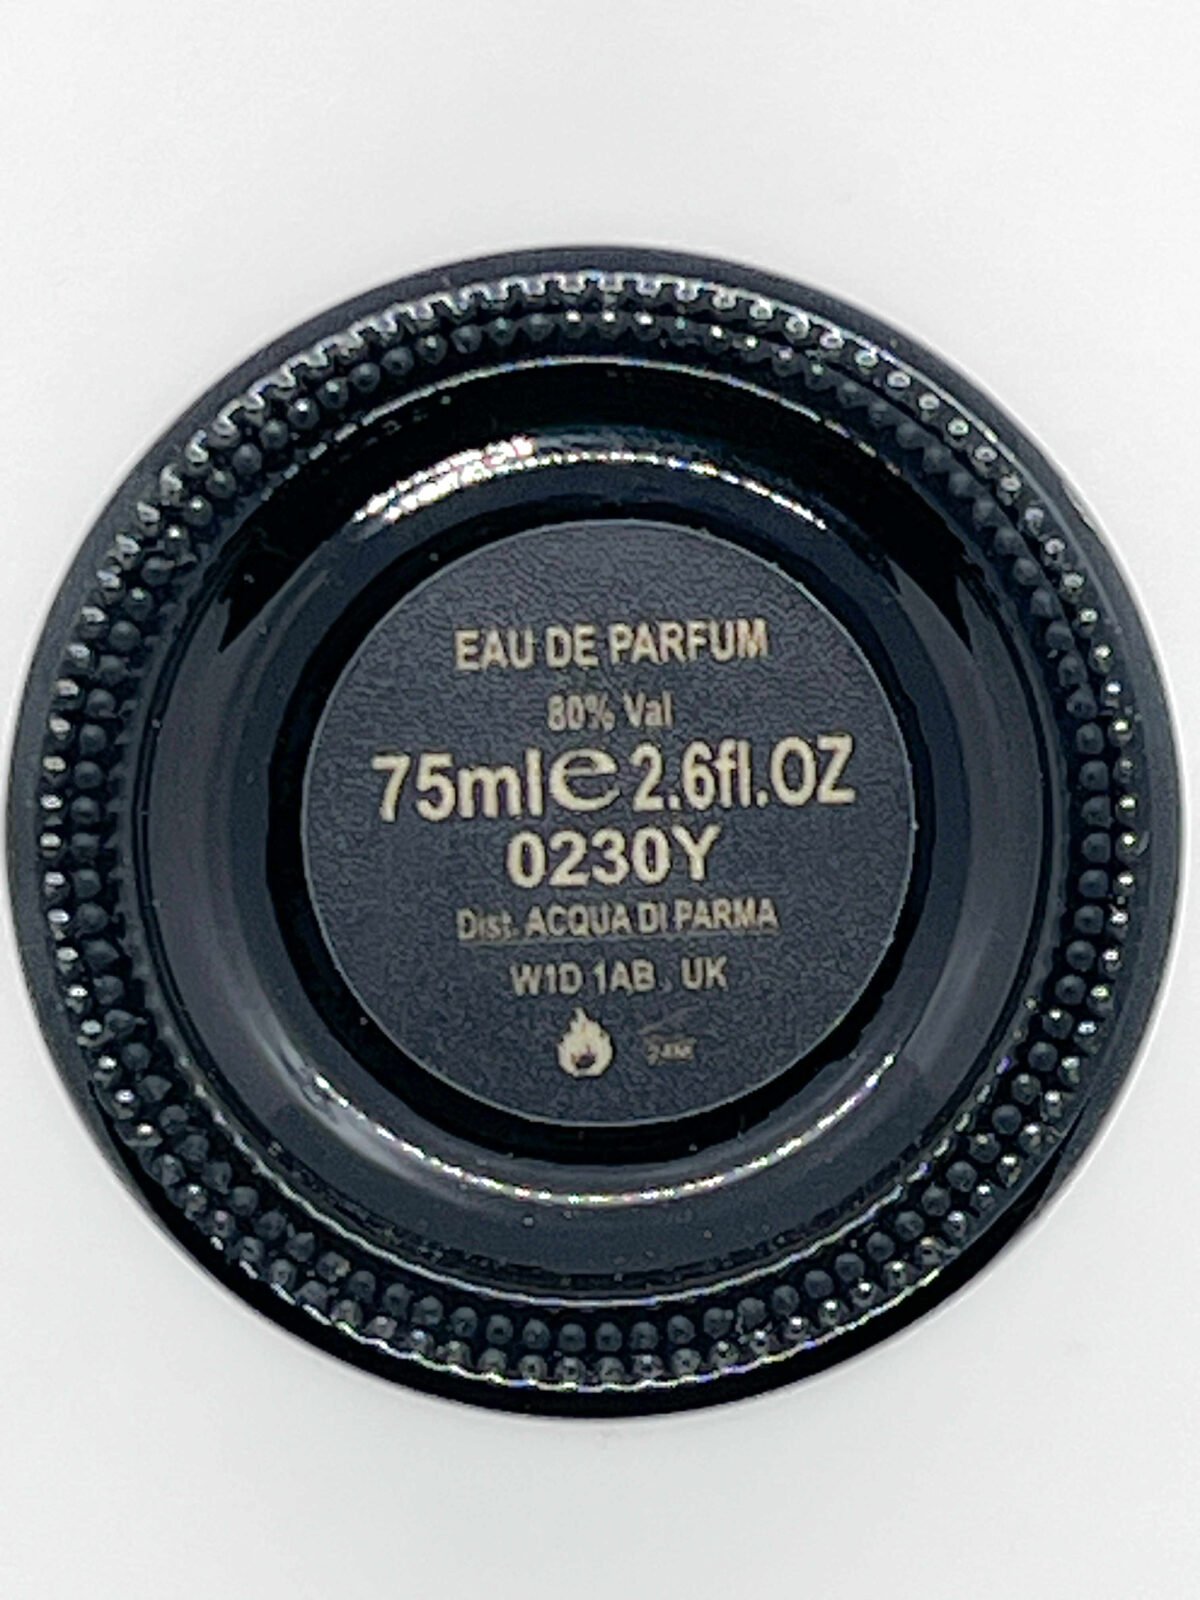 EAU DE PARFUM
80% Val
75ml e 2.6fl.OZ
0230Y
Dist. ACQUA DI PARMA
W1D 1AB, UK